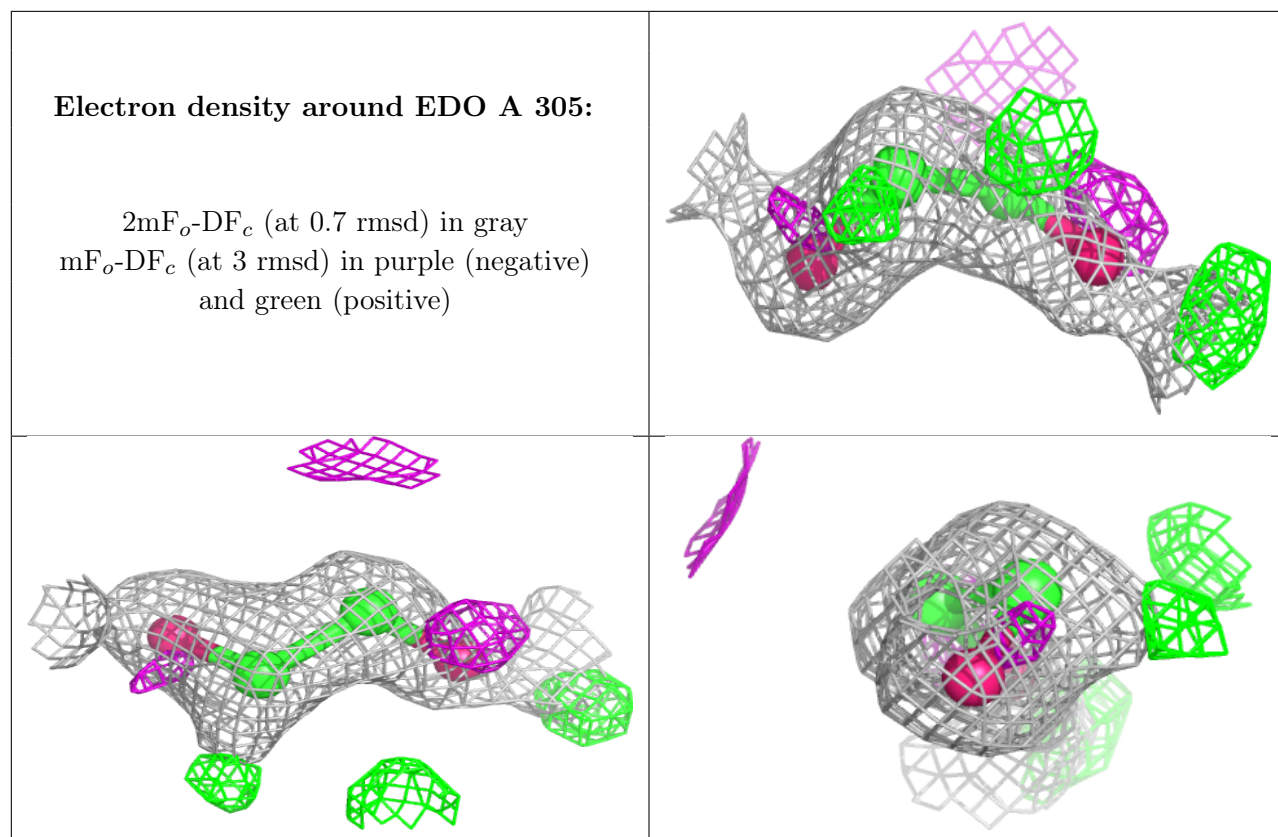 Electron density around EDO A 305:
2mFo-DFc (at 0.7 rmsd) in gray
mFo-DFc (at 3 rmsd) in purple (negative)
and green (positive)